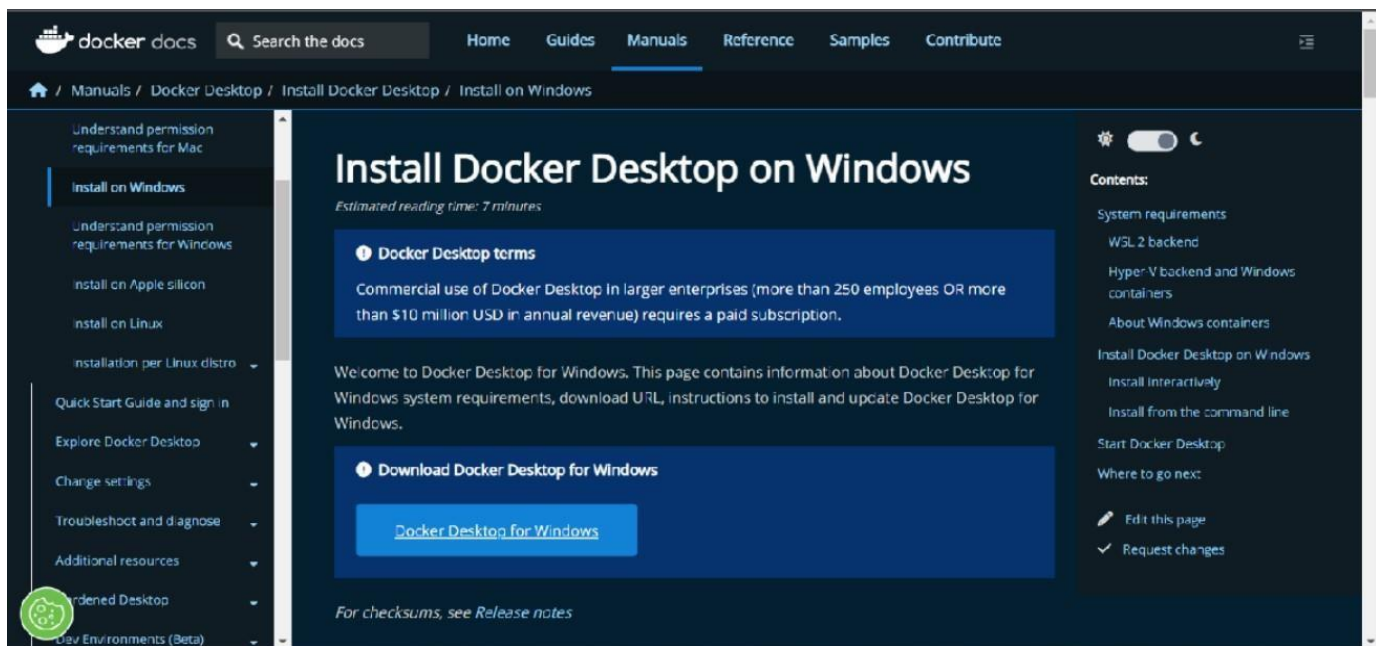 docker docs
Search the docs
Home
Guides
Manuals
Reference
Samples
Contribute
/ Manuals / Docker Desktop / Install Docker Desktop / Install on Windows
Understand permission
requirements for Mac
Install on Windows
Understand permission
requirements for Windows
Install on Apple silicon
Install on Linux
Installation per Linux distro
Quick Start Guide and sign in
Explore Docker Desktop
Change settings
Troubleshoot and diagnose
Additional resources
Desktop
Dev Environments (Beta)
Install Docker Desktop on Windows
Estimated reading time: 7 minutes
Docker Desktop terms
Commercial use of Docker Desktop in larger enterprises (more than 250 employees OR more
than $10 million USD in annual revenue) requires a paid subscription.
Welcome to Docker Desktop for Windows. This page contains information about Docker Desktop for
Windows system requirements, download URL, instructions to install and update Docker Desktop for
Windows.
Download Docker Desktop for Windows
Docker Desktop for Windows
For checksums, see Release notes
Contents:
System requirements
WSL 2 backend
Hyper-V backend and Windows
containers
About Windows containers
Install Docker Desktop on Windows
Install interactively
Install from the command line
Start Docker Desktop
Where to go next
Edit this page
Request changes